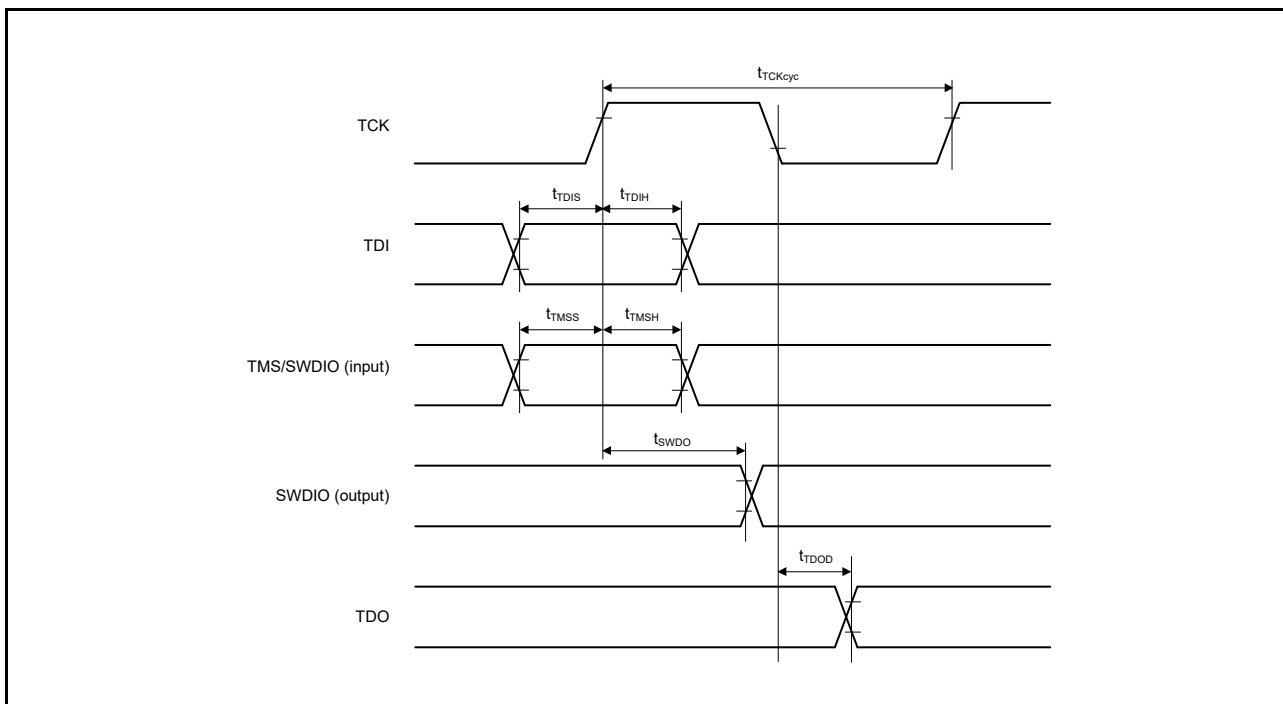 tTCKcyc
TCK
tTDIS
tTDIH
TDI
tTMSS
tTMSH
TMS/SWDIO (input)
tSWDO
SWDIO (output)
tTDOD
TDO